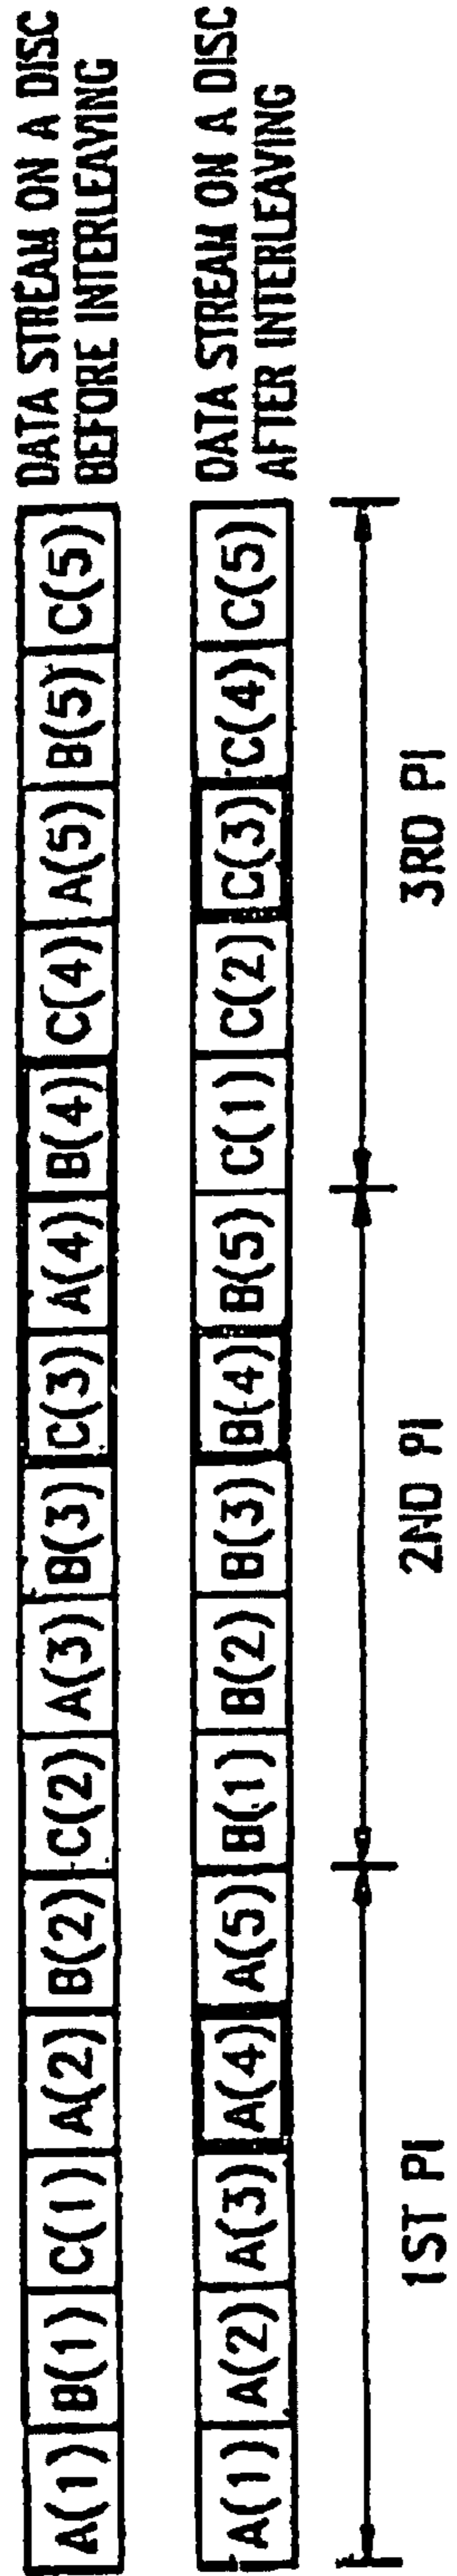 A(1) B(1) C(1) A(2) B(2) C(2) A(3) B(3) C(3) A(4) B(4) C(4) A(5) B(5) C(5)
DATA STREAM ON A DISC
BEFORE INTERLEAVING
A(1) A(2) A(3) A(4) A(5) B(1) B(2) B(3) B(4) B(5) C(1) C(2) C(3) C(4) C(5)
DATA STREAM ON A DISC
AFTER INTERLEAVING
1ST PI 2ND PI 3RD PI